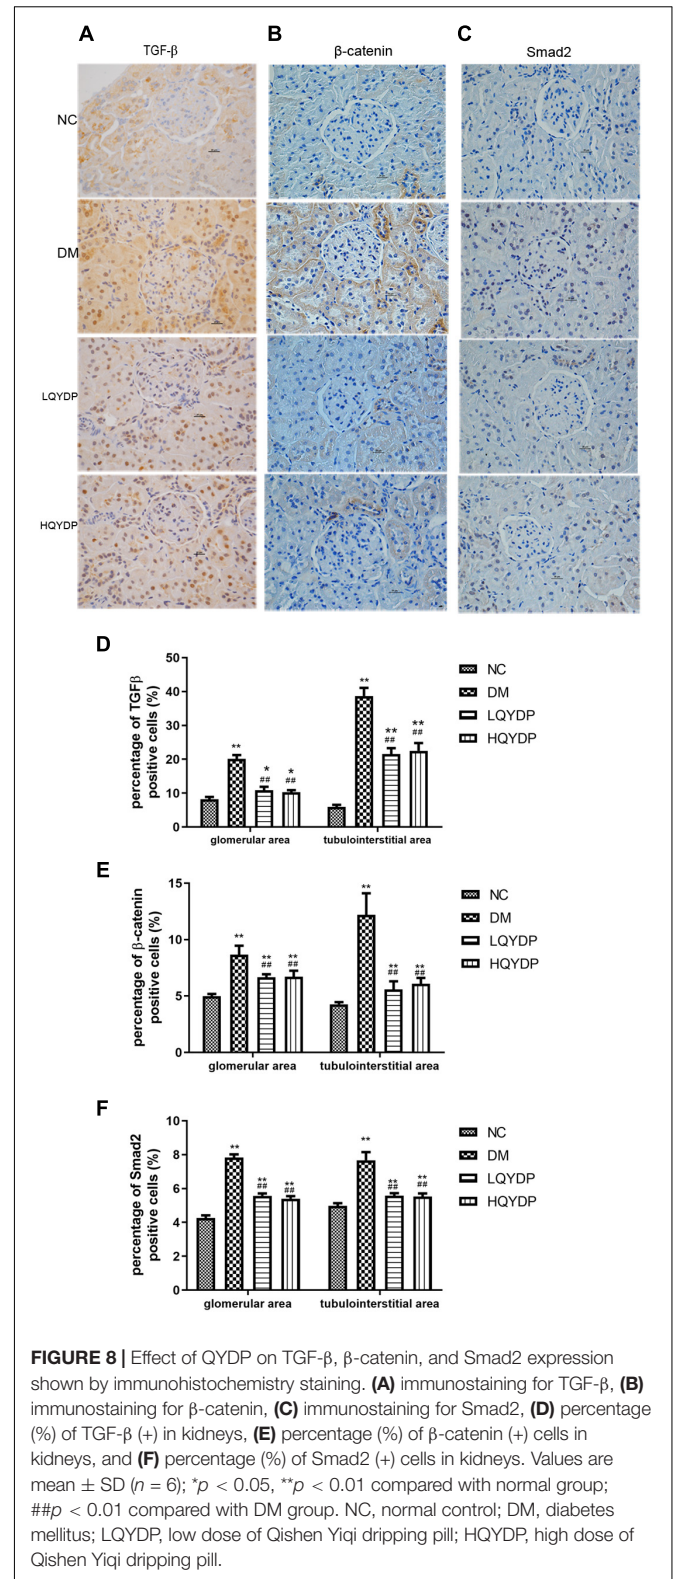 A
B
C
TGF-β
β-catenin
Smad2
NC
DM
LQYDP
HQYDP
D
percentage of TGFβ
positive cells (%)
50
40
30
20
10
0
**
*
##
*
##
**
**
##
**
##
glomerular area
tubulointerstitial area
NC
DM
LQYDP
HQYDP
E
percentage of β-catenin
positive cells (%)
15
10
5
0
**
**
##
**
##
**
**
##
**
##
glomerular area
tubulointerstitial area
NC
DM
LQYDP
HQYDP
F
percentage of Smad2
positive cells (%)
10
8
6
4
2
0
**
**
##
**
##
**
**
##
**
##
glomerular area
tubulointerstitial area
NC
DM
LQYDP
HQYDP
FIGURE 8 | Effect of QYDP on TGF-β, β-catenin, and Smad2 expression
shown by immunohistochemistry staining. (A) immunostaining for TGF-β, (B)
immunostaining for β-catenin, (C) immunostaining for Smad2, (D) percentage
(%) of TGF-β (+) in kidneys, (E) percentage (%) of β-catenin (+) cells in
kidneys, and (F) percentage (%) of Smad2 (+) cells in kidneys. Values are
mean ± SD (n = 6); *p < 0.05, **p < 0.01 compared with normal group;
##p < 0.01 compared with DM group. NC, normal control; DM, diabetes
mellitus; LQYDP, low dose of Qishen Yiqi dripping pill; HQYDP, high dose of
Qishen Yiqi dripping pill.